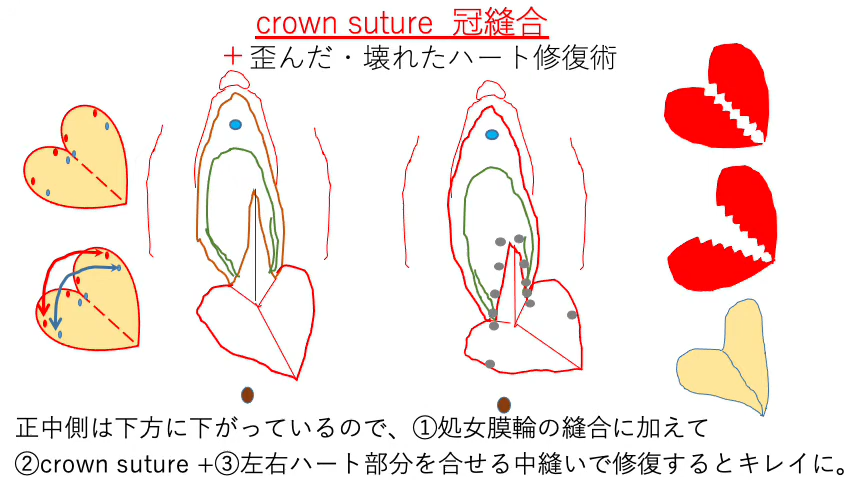 crown suture 冠縫合
＋歪んだ・壊れたハート修復術
正中側は下方に下がっているので、①処女膜輪の縫合に加えて
②crown suture +③左右ハート部分を合せる中縫いで修復するとキレイに。